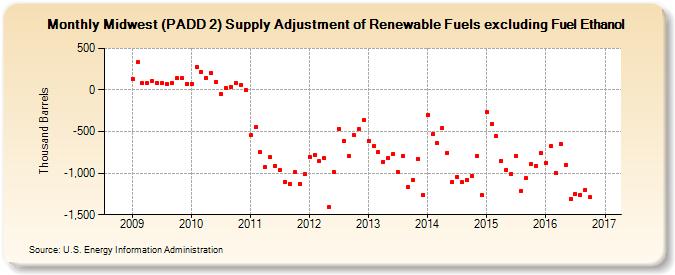 Monthly Midwest (PADD 2) Supply Adjustment of Renewable Fuels excluding Fuel Ethanol
Thousand Barrels
500
0
-500
-1,000
-1,500
2009 2010 2011 2012 2013 2014 2015 2016 2017
Source: U.S. Energy Information Administration